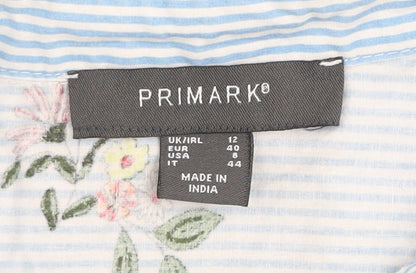 PRIMARK®
UK/IRL 12
EUR 40
USA 8
IT 44
MADE IN
INDIA